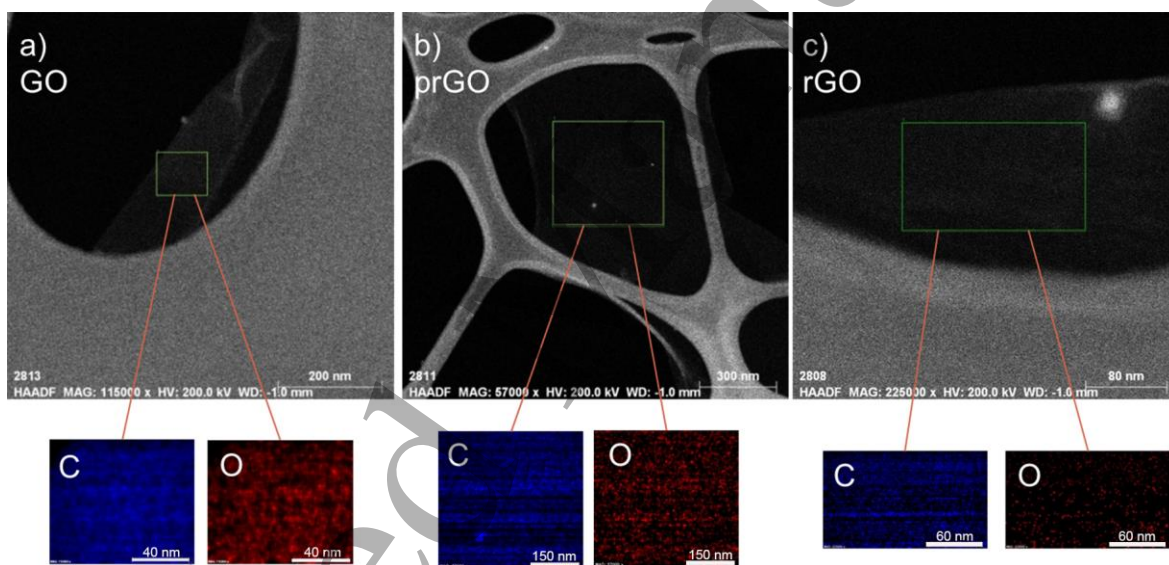 a)
GO
2813
HAADF MAG: 115000 x HV: 200.0 kV WD: -1.0 mm
200 nm
b)
prGO
2811
HAADF MAG: 57000 x HV: 200.0 kV WD: -1.0 mm
300 nm
c)
rGO
2808
HAADF MAG: 225000 x HV: 200.0 kV WD: -1.0 mm
80 nm
C
40 nm
O
40 nm
C
150 nm
O
150 nm
C
60 nm
O
60 nm